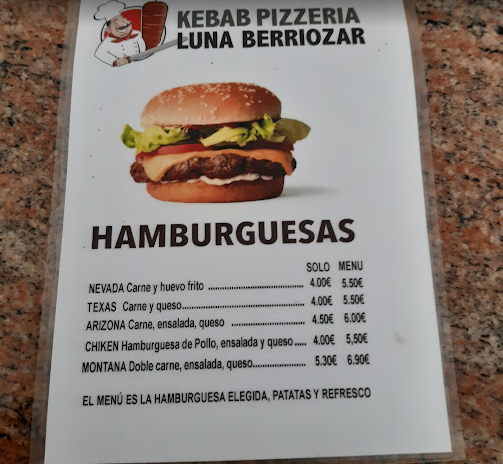 KEBAB PIZZERIA
LUNA BERRIOZAR
HAMBURGUESAS
SOLO MENU
NEVADA Carne y huevo frito ................................ 4.00€ 5.50€
TEXAS Carne y queso......................................... 4.00€ 5.50€
ARIZONA Carne, ensalada, queso ........................ 4.50€ 6.00€
CHIKEN Hamburguesa de Pollo, ensalada y queso ..... 4.00€ 5,50€
MONTANA Doble carne, ensalada, queso.................. 5.30€ 6.90€
EL MENÚ ES LA HAMBURGUESA ELEGIDA, PATATAS Y REFRESCO